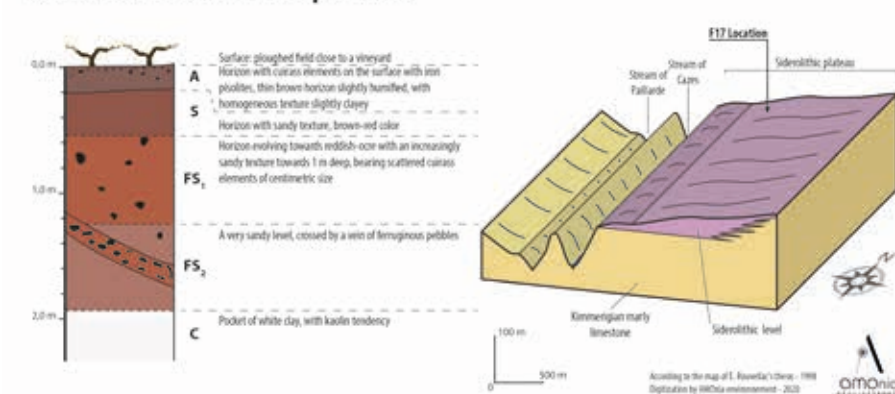 0,0 m
1,0 m
2,0 m
A
S
FS1
FS2
C
Surface: ploughed field close to a vineyard
Horizon with cuirass elements on the surface with iron
pisolites, thin brown horizon slightly humified, with
homogeneous texture slightly clayey
Horizon with sandy texture, brown-red color
Horizon evolving towards reddish-ocre with an increasingly
sandy texture towards 1 m deep, bearing scattered cuirass
elements of centimetric size
A very sandy level, crossed by a vein of ferruginous pebbles
Pocket of white clay, with kaolin tendency
F17 Location
Stream of
Paillarde
Stream of
Cazes
Siderolithic plateau
Kimmerigian marly
limestone
Siderolithic level
N
100 m
0
500 m
According to the map of E. Rouvellac's thesis - 1998
Digitization by AMOnia environnement - 2020
amonia